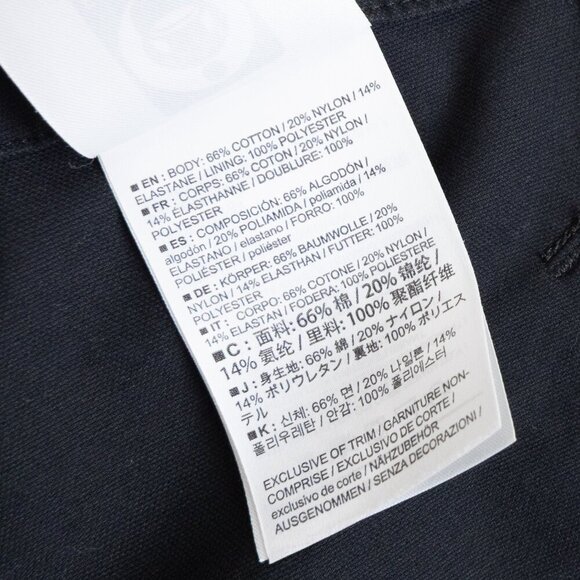 ■ EN : BODY: 66% COTTON / 20% NYLON / 14%
ELASTANE / LINING: 100% POLYESTER
■ FR : CORPS: 66% COTON / 20% NYLON /
14% ÉLASTHANNE / DOUBLURE: 100%
POLYESTER
■ ES : COMPOSICIÓN: 66% ALGODÓN /
algodón / 20% POLIAMIDA / poliamida / 14%
ELASTANO / elastano / FORRO: 100%
POLIÉSTER / poliéster
■ DE : KÖRPER: 66% BAUMWOLLE / 20%
NYLON / 14% ELASTHAN / FUTTER: 100%
■ IT : CORPO: 66% COTONE / 20% NYLON /
14% ELASTAN / FODERA: 100% POLIESTERE
■ C : 面料: 66% 棉 / 20% 锦纶 /
14% 氨纶 / 里料: 100% 聚酯纤维
■ J : 身生地: 66% 綿 / 20% ナイロン /
14% ポリウレタン / 裏地: 100% ポリエス
テル
■ K : 신체: 66% 면 / 20% 나일론 / 14%
폴리우레탄 / 안감: 100% 폴리에스터
EXCLUSIVE OF TRIM / GARNITURE NON-
COMPRISE / EXCLUSIVO DE CORTE /
exclusivo de corte / NÄHZUBEHÖR
AUSGENOMMEN / SENZA DECORAZIONI /